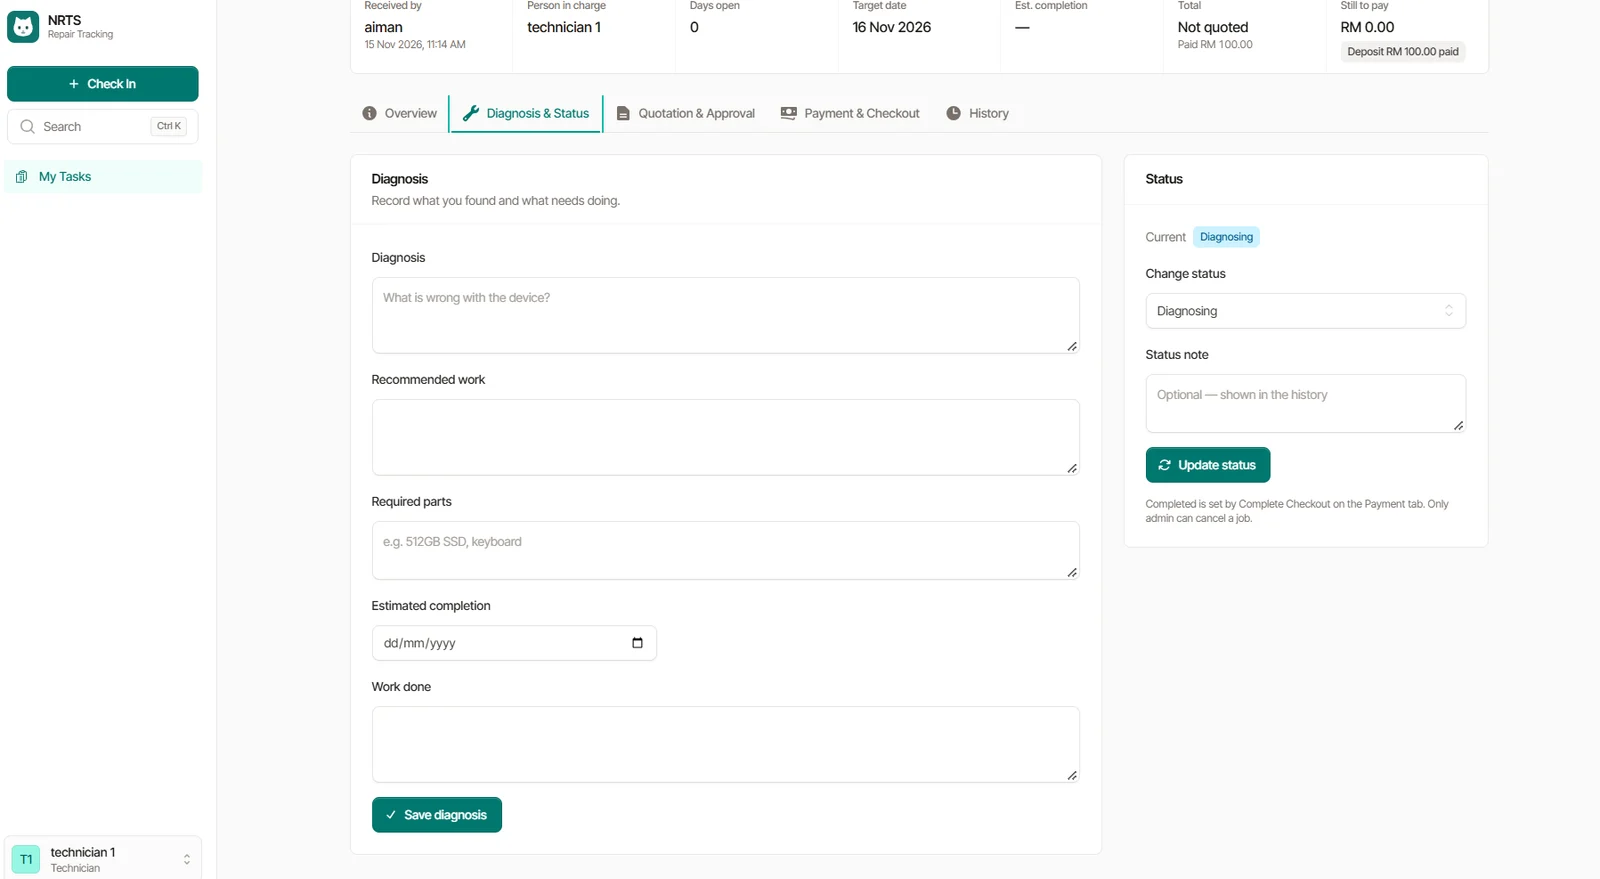 NRTS
Repair Tracking
+ Check In
Search Ctrl K
My Tasks
T1
technician 1
Technician
Received by
aiman
15 Nov 2026, 11:14 AM
Person in charge
technician 1
Days open
0
Target date
16 Nov 2026
Est. completion
—
Total
Not quoted
Paid RM 100.00
Still to pay
RM 0.00
Deposit RM 100.00 paid
Overview
Diagnosis & Status
Quotation & Approval
Payment & Checkout
History
Diagnosis
Record what you found and what needs doing.
Diagnosis
What is wrong with the device?
Recommended work
Required parts
e.g. 512GB SSD, keyboard
Estimated completion
dd/mm/yyyy
Work done
Save diagnosis
Status
Current Diagnosing
Change status
Diagnosing
Status note
Optional — shown in the history
Update status
Completed is set by Complete Checkout on the Payment tab. Only
admin can cancel a job.